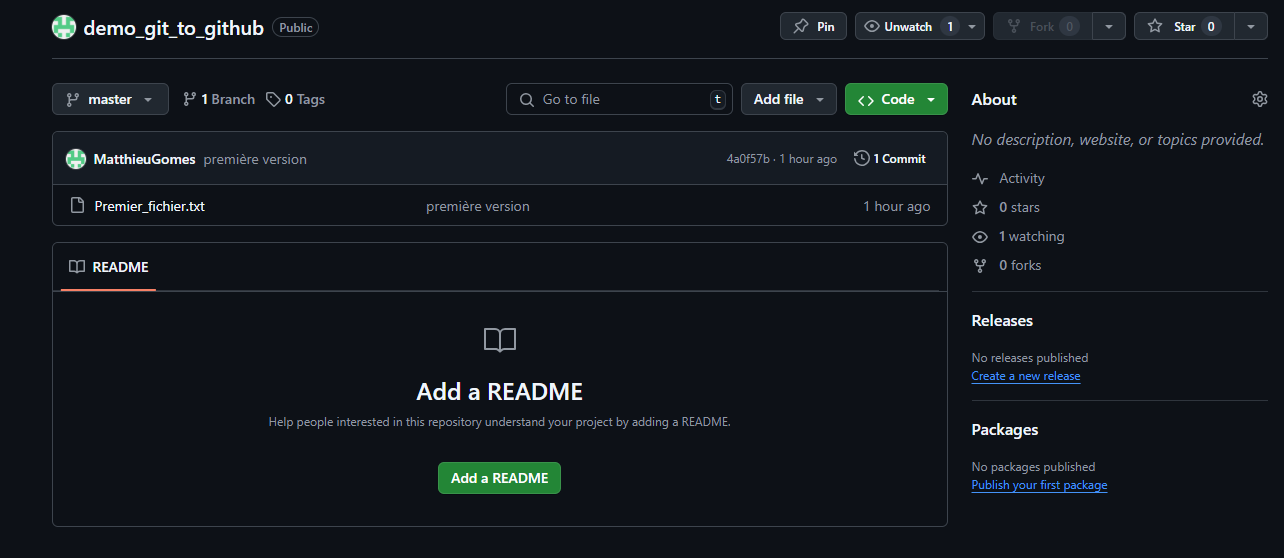 demo_git_to_github Public Pin Unwatch 1 Fork 0 Star 0
master 1 Branch 0 Tags Go to file t Add file Code
MatthieuGomes première version 4a0f57b · 1 hour ago 1 Commit
Premier_fichier.txt première version 1 hour ago
README
Add a README
Help people interested in this repository understand your project by adding a README.
Add a README
About
No description, website, or topics provided.
Activity
0 stars
1 watching
0 forks
Releases
No releases published
Create a new release
Packages
No packages published
Publish your first package